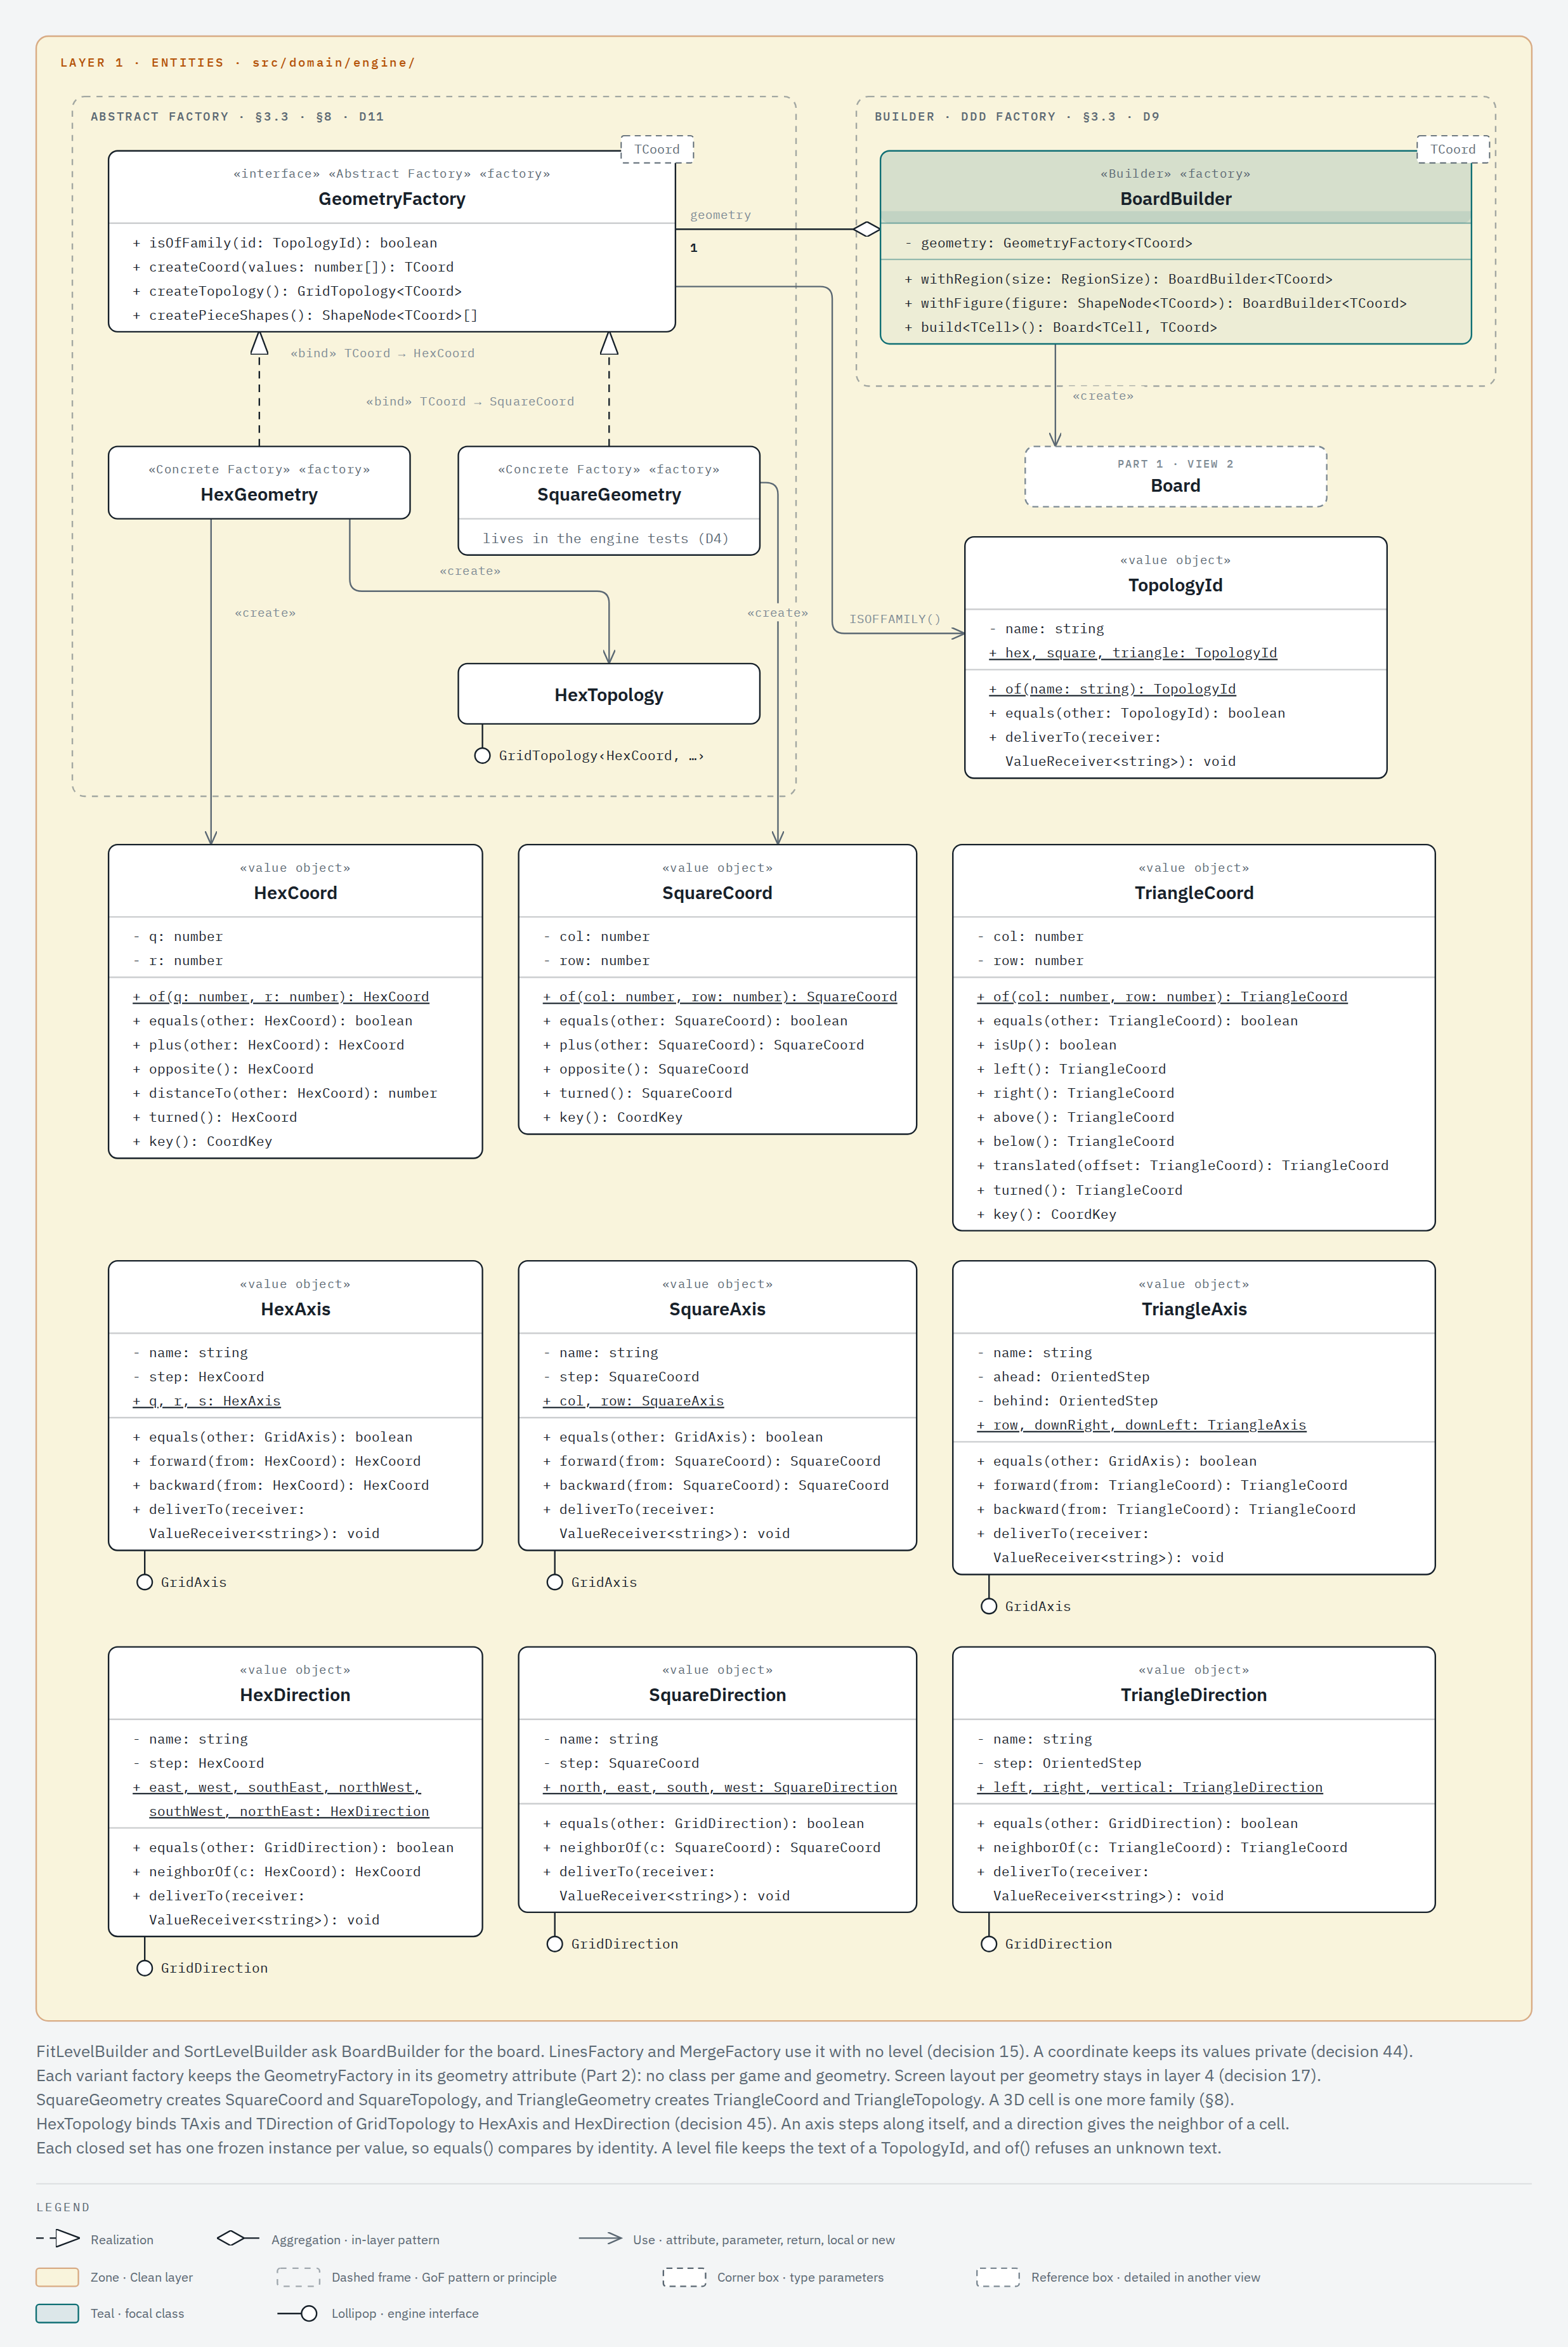 LAYER 1 · ENTITIES · src/domain/engine/
ABSTRACT FACTORY · §3.3 · §8 · D11
TCoord
«interface» «Abstract Factory» «factory»
GeometryFactory
+ isOfFamily(id: TopologyId): boolean
+ createCoord(values: number[]): TCoord
+ createTopology(): GridTopology<TCoord>
+ createPieceShapes(): ShapeNode<TCoord>[]
geometry
1
BUILDER · DDD FACTORY · §3.3 · D9
TCoord
«Builder» «factory»
BoardBuilder
- geometry: GeometryFactory<TCoord>
+ withRegion(size: RegionSize): BoardBuilder<TCoord>
+ withFigure(figure: ShapeNode<TCoord>): BoardBuilder<TCoord>
+ build<TCell>(): Board<TCell, TCoord>
«bind» TCoord → HexCoord
«bind» TCoord → SquareCoord
«create»
«Concrete Factory» «factory»
HexGeometry
«Concrete Factory» «factory»
SquareGeometry
lives in the engine tests (D4)
PART 1 · VIEW 2
Board
«create»
«create»
«create»
ISOFFAMILY()
«value object»
TopologyId
- name: string
+ hex, square, triangle: TopologyId
+ of(name: string): TopologyId
+ equals(other: TopologyId): boolean
+ deliverTo(receiver:
ValueReceiver<string>): void
HexTopology
GridTopology‹HexCoord, …›
«value object»
HexCoord
- q: number
- r: number
+ of(q: number, r: number): HexCoord
+ equals(other: HexCoord): boolean
+ plus(other: HexCoord): HexCoord
+ opposite(): HexCoord
+ distanceTo(other: HexCoord): number
+ turned(): HexCoord
+ key(): CoordKey
«value object»
SquareCoord
- col: number
- row: number
+ of(col: number, row: number): SquareCoord
+ equals(other: SquareCoord): boolean
+ plus(other: SquareCoord): SquareCoord
+ opposite(): SquareCoord
+ turned(): SquareCoord
+ key(): CoordKey
«value object»
TriangleCoord
- col: number
- row: number
+ of(col: number, row: number): TriangleCoord
+ equals(other: TriangleCoord): boolean
+ isUp(): boolean
+ left(): TriangleCoord
+ right(): TriangleCoord
+ above(): TriangleCoord
+ below(): TriangleCoord
+ translated(offset: TriangleCoord): TriangleCoord
+ turned(): TriangleCoord
+ key(): CoordKey
«value object»
HexAxis
- name: string
- step: HexCoord
+ q, r, s: HexAxis
+ equals(other: GridAxis): boolean
+ forward(from: HexCoord): HexCoord
+ backward(from: HexCoord): HexCoord
+ deliverTo(receiver:
ValueReceiver<string>): void
GridAxis
«value object»
SquareAxis
- name: string
- step: SquareCoord
+ col, row: SquareAxis
+ equals(other: GridAxis): boolean
+ forward(from: SquareCoord): SquareCoord
+ backward(from: SquareCoord): SquareCoord
+ deliverTo(receiver:
ValueReceiver<string>): void
GridAxis
«value object»
TriangleAxis
- name: string
- ahead: OrientedStep
- behind: OrientedStep
+ row, downRight, downLeft: TriangleAxis
+ equals(other: GridAxis): boolean
+ forward(from: TriangleCoord): TriangleCoord
+ backward(from: TriangleCoord): TriangleCoord
+ deliverTo(receiver:
ValueReceiver<string>): void
GridAxis
«value object»
HexDirection
- name: string
- step: HexCoord
+ east, west, southEast, northWest,
southWest, northEast: HexDirection
+ equals(other: GridDirection): boolean
+ neighborOf(c: HexCoord): HexCoord
+ deliverTo(receiver:
ValueReceiver<string>): void
GridDirection
«value object»
SquareDirection
- name: string
- step: SquareCoord
+ north, east, south, west: SquareDirection
+ equals(other: GridDirection): boolean
+ neighborOf(c: SquareCoord): SquareCoord
+ deliverTo(receiver:
ValueReceiver<string>): void
GridDirection
«value object»
TriangleDirection
- name: string
- step: OrientedStep
+ left, right, vertical: TriangleDirection
+ equals(other: GridDirection): boolean
+ neighborOf(c: TriangleCoord): TriangleCoord
+ deliverTo(receiver:
ValueReceiver<string>): void
GridDirection
FitLevelBuilder and SortLevelBuilder ask BoardBuilder for the board. LinesFactory and MergeFactory use it with no level (decision 15). A coordinate keeps its values private (decision 44).
Each variant factory keeps the GeometryFactory in its geometry attribute (Part 2): no class per game and geometry. Screen layout per geometry stays in layer 4 (decision 17).
SquareGeometry creates SquareCoord and SquareTopology, and TriangleGeometry creates TriangleCoord and TriangleTopology. A 3D cell is one more family (§8).
HexTopology binds TAxis and TDirection of GridTopology to HexAxis and HexDirection (decision 45). An axis steps along itself, and a direction gives the neighbor of a cell.
Each closed set has one frozen instance per value, so equals() compares by identity. A level file keeps the text of a TopologyId, and of() refuses an unknown text.
LEGEND
Realization
Aggregation · in-layer pattern
Use · attribute, parameter, return, local or new
Zone · Clean layer
Dashed frame · GoF pattern or principle
Corner box · type parameters
Reference box · detailed in another view
Teal · focal class
Lollipop · engine interface